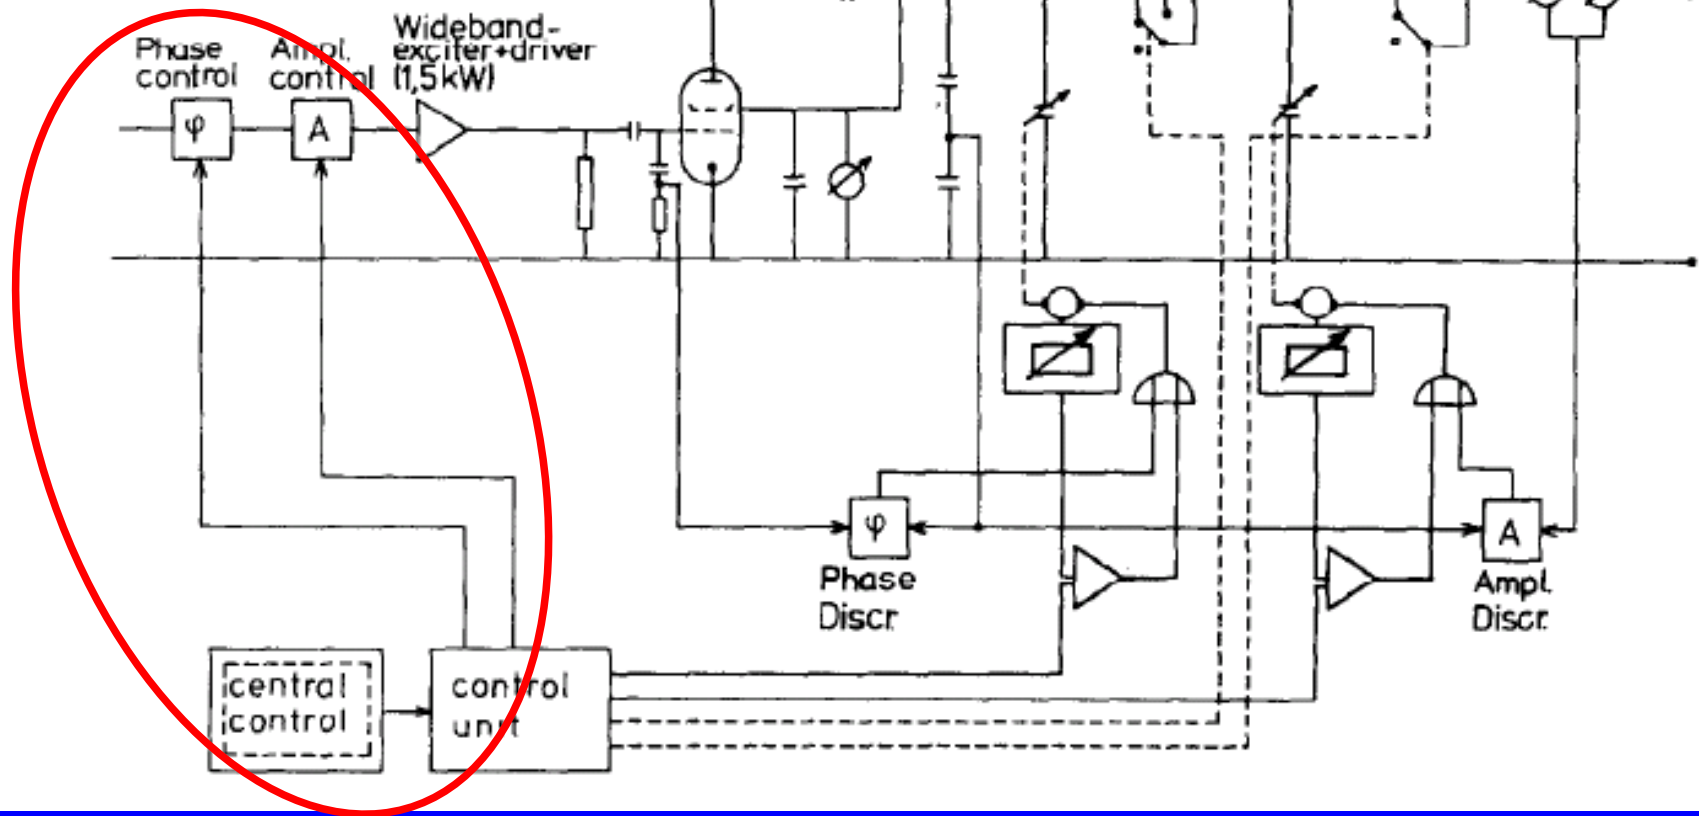 Phase
control
Ampl.
control
Wideband-
exciter+driver
(1,5kW)
φ
A
φ
Phase
Discr.
A
Ampl.
Discr.
central
control
control
unit